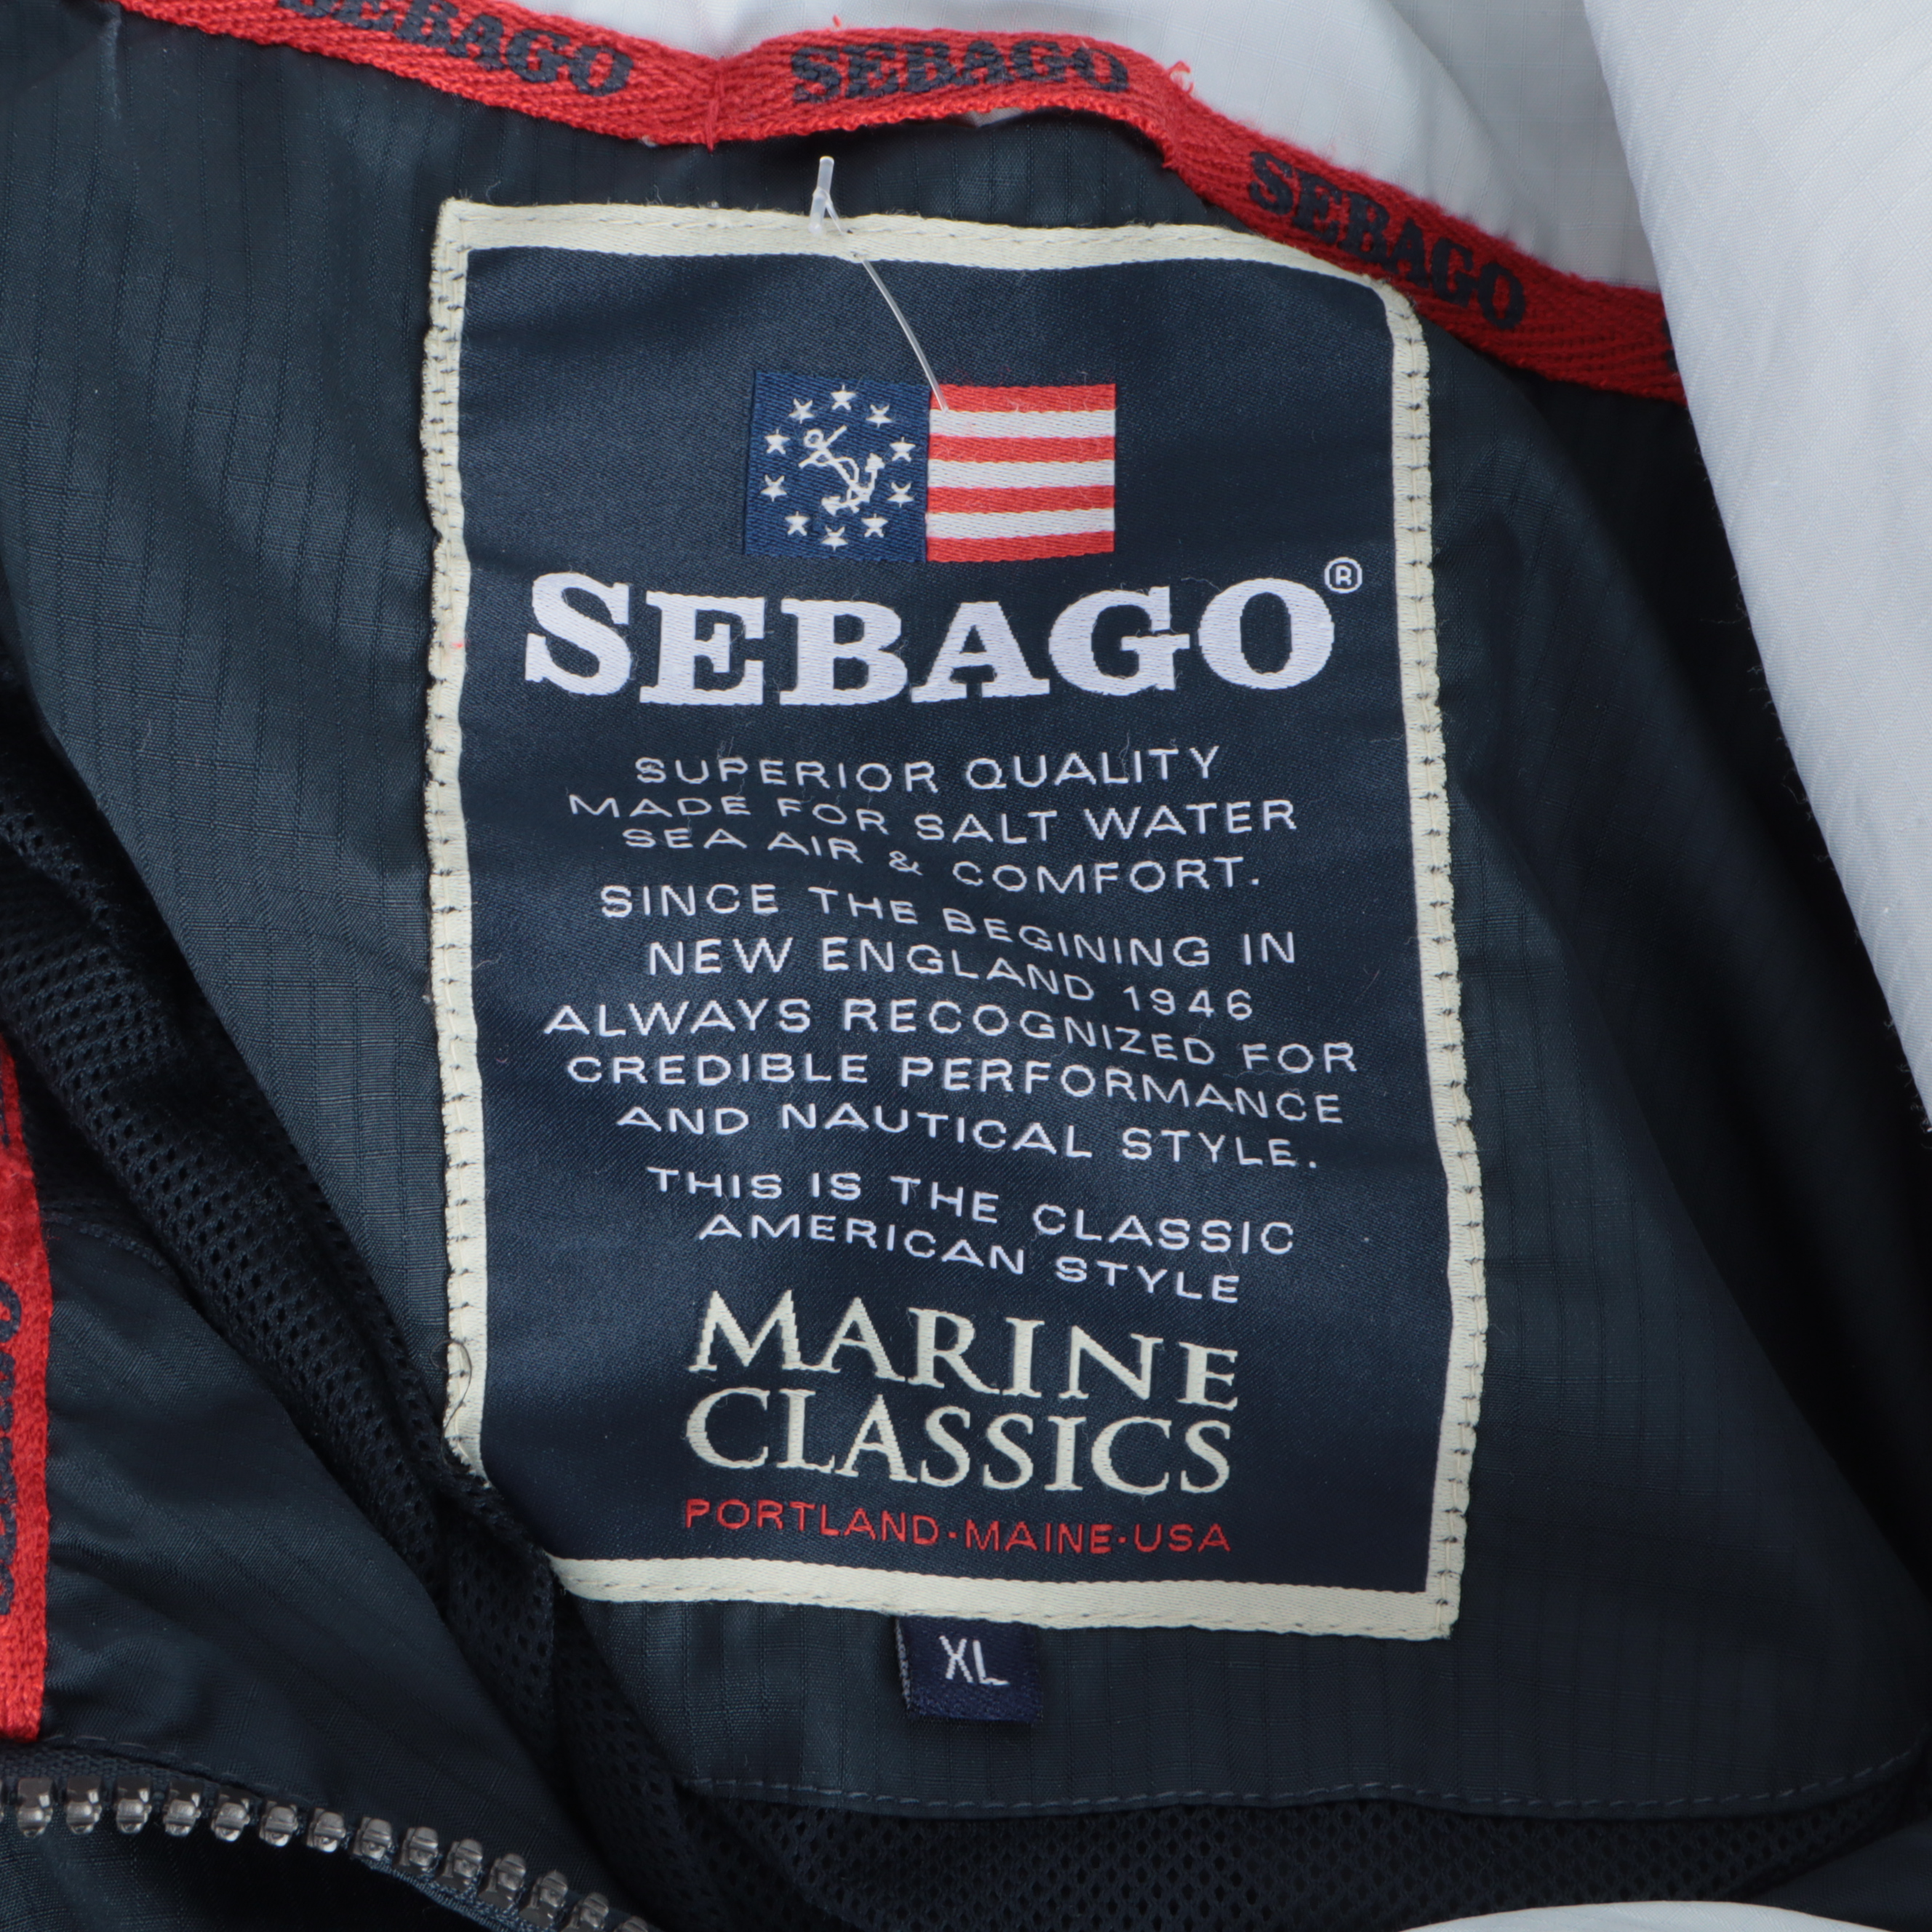 SEBAGO
SEBAGO
SEBAGO
SEBAGO®
SUPERIOR QUALITY
MADE FOR SALT WATER
SEA AIR & COMFORT.
SINCE THE BEGINING IN
NEW ENGLAND 1946
ALWAYS RECOGNIZED FOR
CREDIBLE PERFORMANCE
AND NAUTICAL STYLE.
THIS IS THE CLASSIC
AMERICAN STYLE
MARINE
CLASSICS
PORTLAND·MAINE·USA
XL